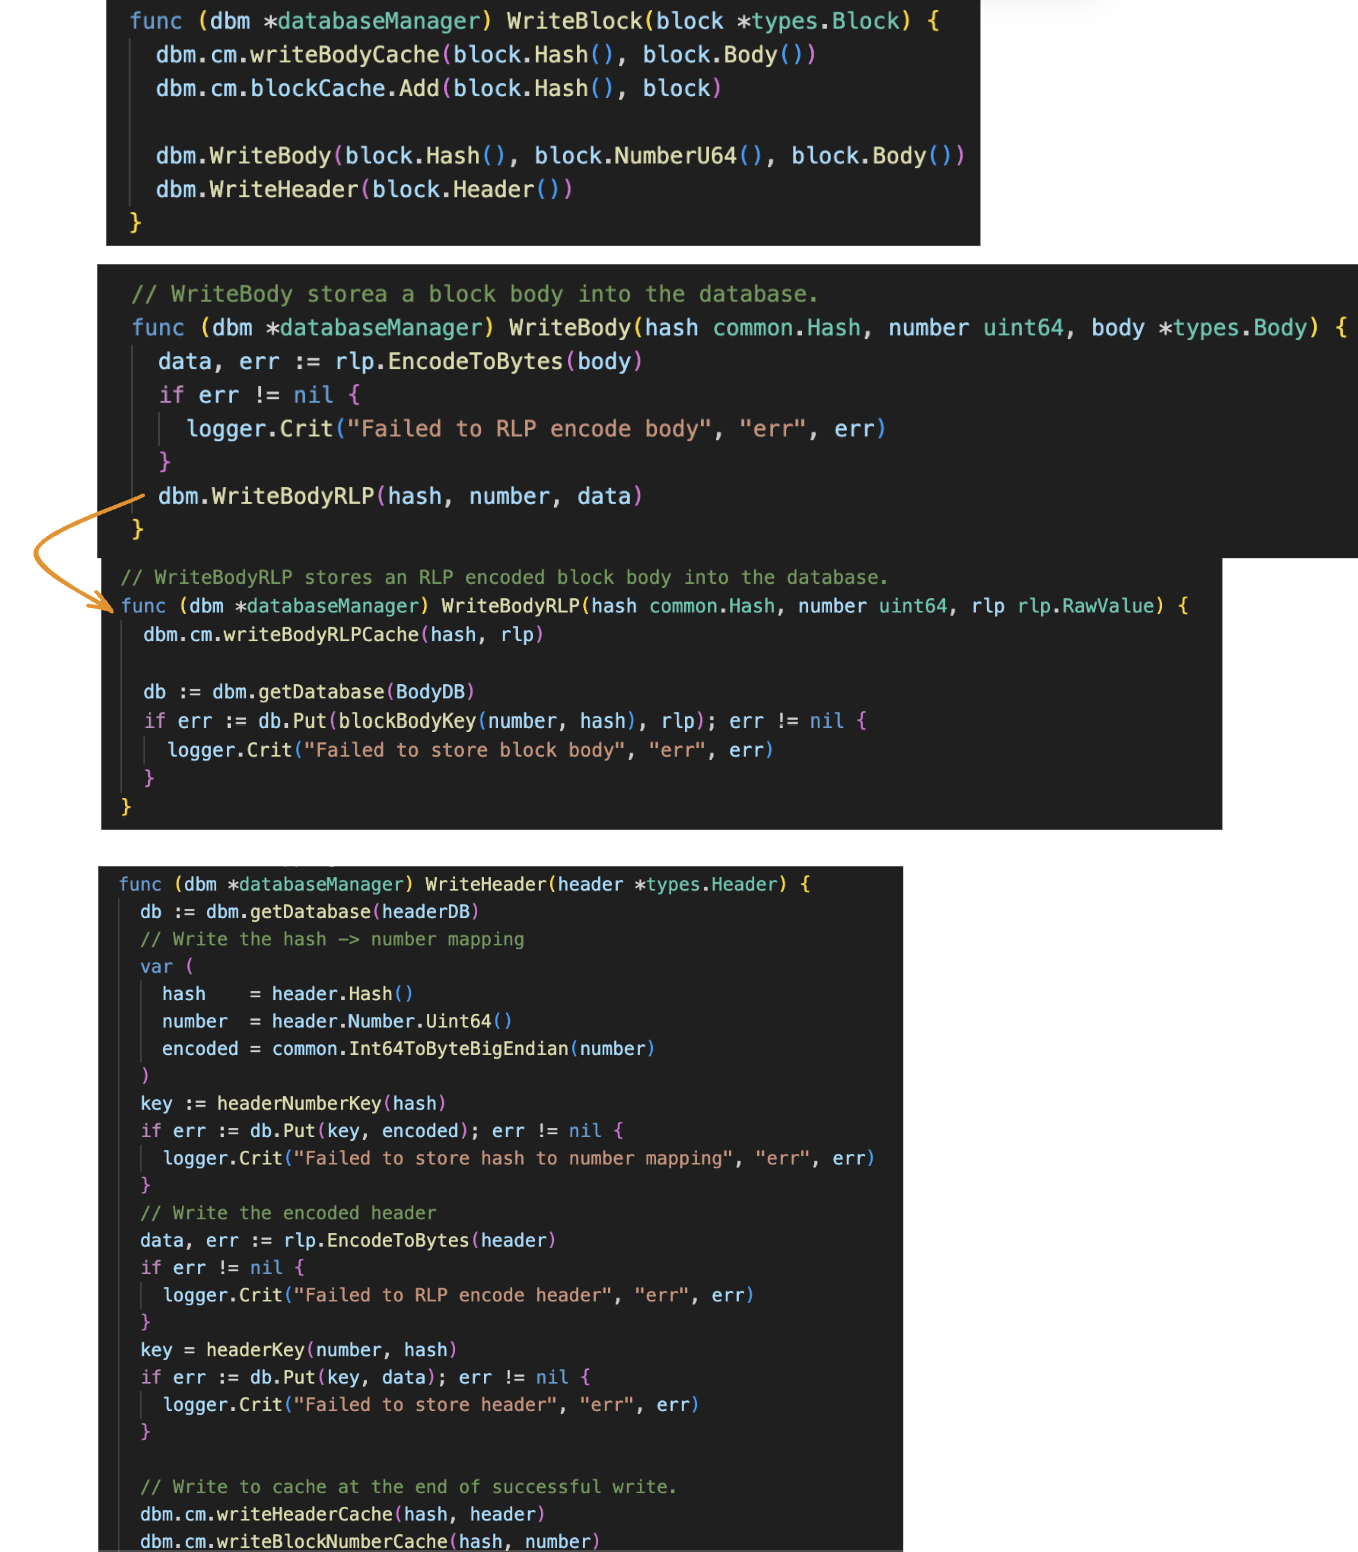 func (dbm *databaseManager) WriteBlock(block *types.Block) {
dbm.cm.writeBodyCache(block.Hash(), block.Body())
dbm.cm.blockCache.Add(block.Hash(), block)
dbm.WriteBody(block.Hash(), block.NumberU64(), block.Body())
dbm.WriteHeader(block.Header())
}
// WriteBody storea a block body into the database.
func (dbm *databaseManager) WriteBody(hash common.Hash, number uint64, body *types.Body) {
data, err := rlp.EncodeToBytes(body)
if err != nil {
logger.Crit("Failed to RLP encode body", "err", err)
}
dbm.WriteBodyRLP(hash, number, data)
}
// WriteBodyRLP stores an RLP encoded block body into the database.
func (dbm *databaseManager) WriteBodyRLP(hash common.Hash, number uint64, rlp rlp.RawValue) {
dbm.cm.writeBodyRLPCache(hash, rlp)
db := dbm.getDatabase(BodyDB)
if err := db.Put(blockBodyKey(number, hash), rlp); err != nil {
logger.Crit("Failed to store block body", "err", err)
}
}
func (dbm *databaseManager) WriteHeader(header *types.Header) {
db := dbm.getDatabase(headerDB)
// Write the hash -> number mapping
var (
hash = header.Hash()
number = header.Number.Uint64()
encoded = common.Int64ToByteBigEndian(number)
)
key := headerNumberKey(hash)
if err := db.Put(key, encoded); err != nil {
logger.Crit("Failed to store hash to number mapping", "err", err)
}
// Write the encoded header
data, err := rlp.EncodeToBytes(header)
if err != nil {
logger.Crit("Failed to RLP encode header", "err", err)
}
key = headerKey(number, hash)
if err := db.Put(key, data); err != nil {
logger.Crit("Failed to store header", "err", err)
}
// Write to cache at the end of successful write.
dbm.cm.writeHeaderCache(hash, header)
dbm.cm.writeBlockNumberCache(hash, number)